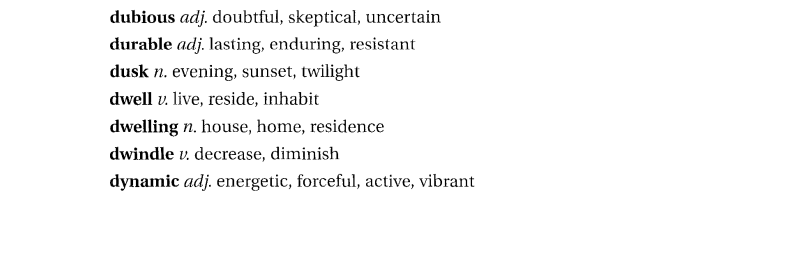 dubious adj. doubtful, skeptical, uncertain
durable adj. lasting, enduring, resistant
dusk n. evening, sunset, twilight
dwell v. live, reside, inhabit
dwelling n. house, home, residence
dwindle v. decrease, diminish
dynamic adj. energetic, forceful, active, vibrant